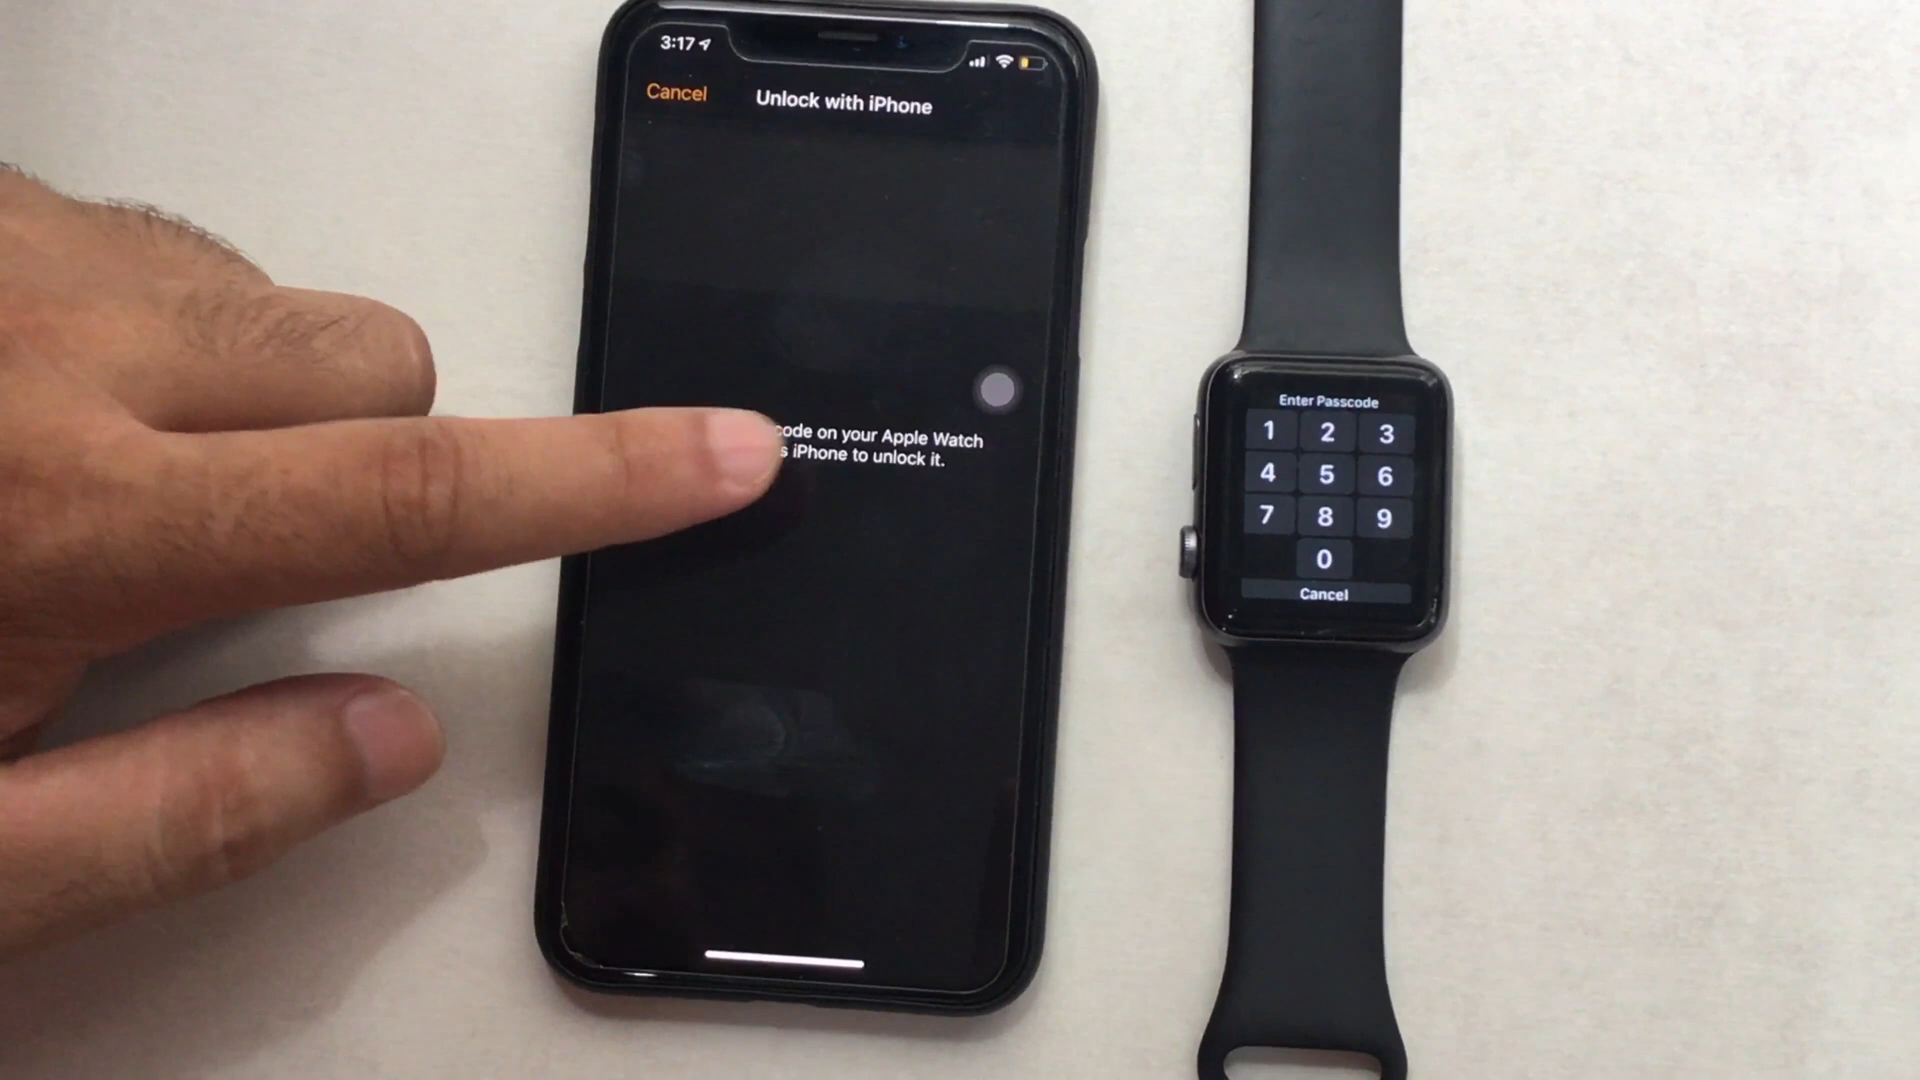 3:17
Cancel
Unlock with iPhone
code on your Apple Watch
iPhone to unlock it.
Enter Passcode
1 2 3
4 5 6
7 8 9
0
Cancel